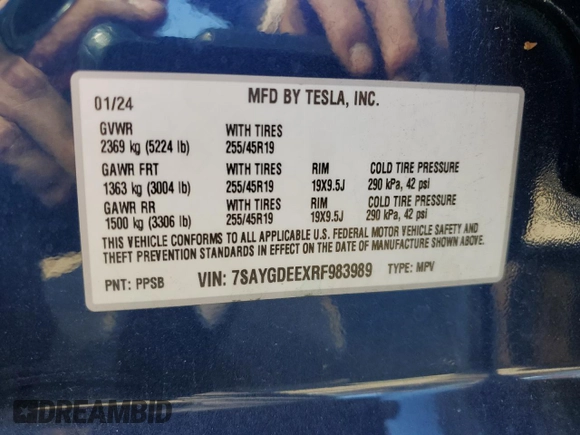 MFD BY TESLA, INC.
01/24
GVWR WITH TIRES
2369 kg (5224 lb) 255/45R19
GAWR FRT WITH TIRES RIM COLD TIRE PRESSURE
1363 kg (3004 lb) 255/45R19 19X9.5J 290 kPa, 42 psi
GAWR RR WITH TIRES RIM COLD TIRE PRESSURE
1500 kg (3306 lb) 255/45R19 19X9.5J 290 kPa, 42 psi
THIS VEHICLE CONFORMS TO ALL APPLICABLE U.S. FEDERAL MOTOR VEHICLE SAFETY AND
THEFT PREVENTION STANDARDS IN EFFECT ON THE DATE OF MANUFACTURE SHOWN ABOVE.
PNT: PPSB VIN: 7SAYGDEEXRF983989 TYPE: MPV
DREAMBID